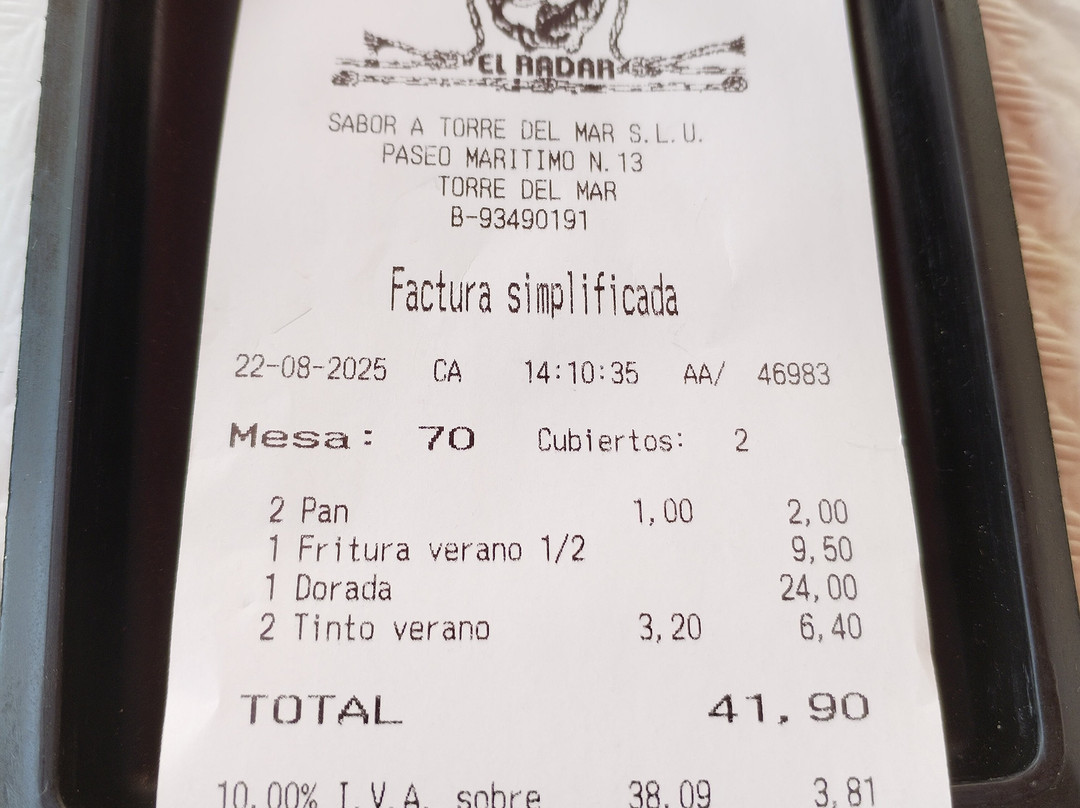 EL RADAR
SABOR A TORRE DEL MAR S.L.U.
PASEO MARITIMO N.13
TORRE DEL MAR
B-93490191
Factura simplificada
22-08-2025 CA 14:10:35 AA/ 46983
Mesa: 70 Cubiertos: 2
2 Pan 1,00 2,00
1 Fritura verano 1/2 9,50
1 Dorada 24,00
2 Tinto verano 3,20 6,40
TOTAL 41,90
10.00% I.V.A. sobre 38.09 3,81